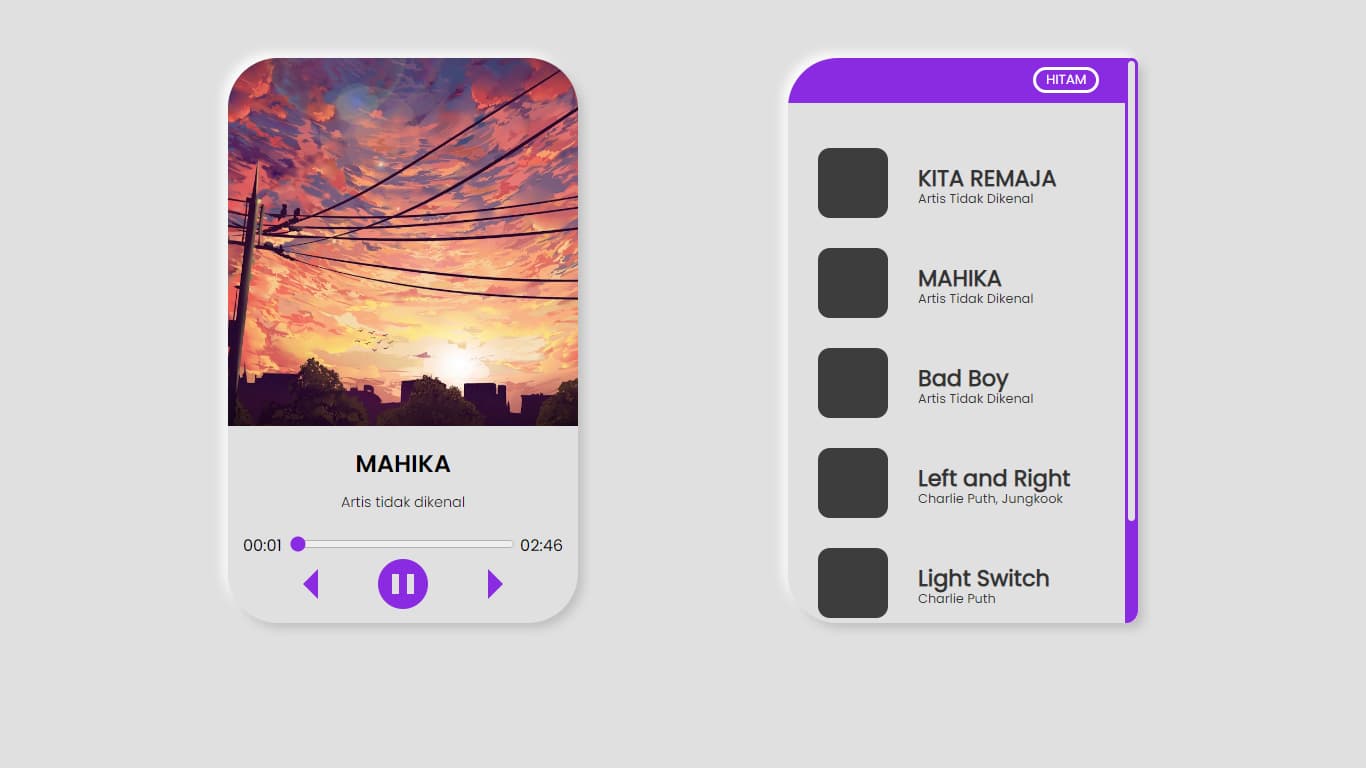 MAHIKA
Artis tidak dikenal
00:01
02:46
HITAM
KITA REMAJA
Artis Tidak Dikenal
MAHIKA
Artis Tidak Dikenal
Bad Boy
Artis Tidak Dikenal
Left and Right
Charlie Puth, Jungkook
Light Switch
Charlie Puth